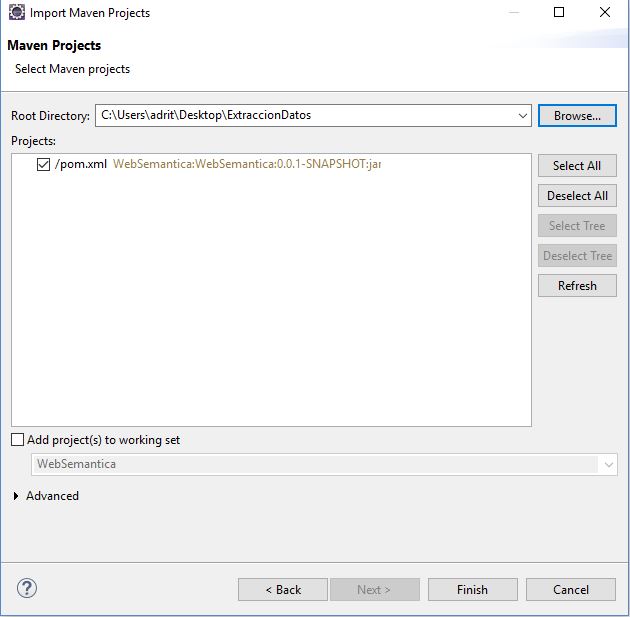 Import Maven Projects
Maven Projects
Select Maven projects
Root Directory: C:\Users\adrit\Desktop\ExtraccionDatos Browse...
Projects:
/pom.xml WebSemantica:WebSemantica:0.0.1-SNAPSHOT:jar
Select All
Deselect All
Select Tree
Deselect Tree
Refresh
Add project(s) to working set
WebSemantica
Advanced
? < Back Next > Finish Cancel